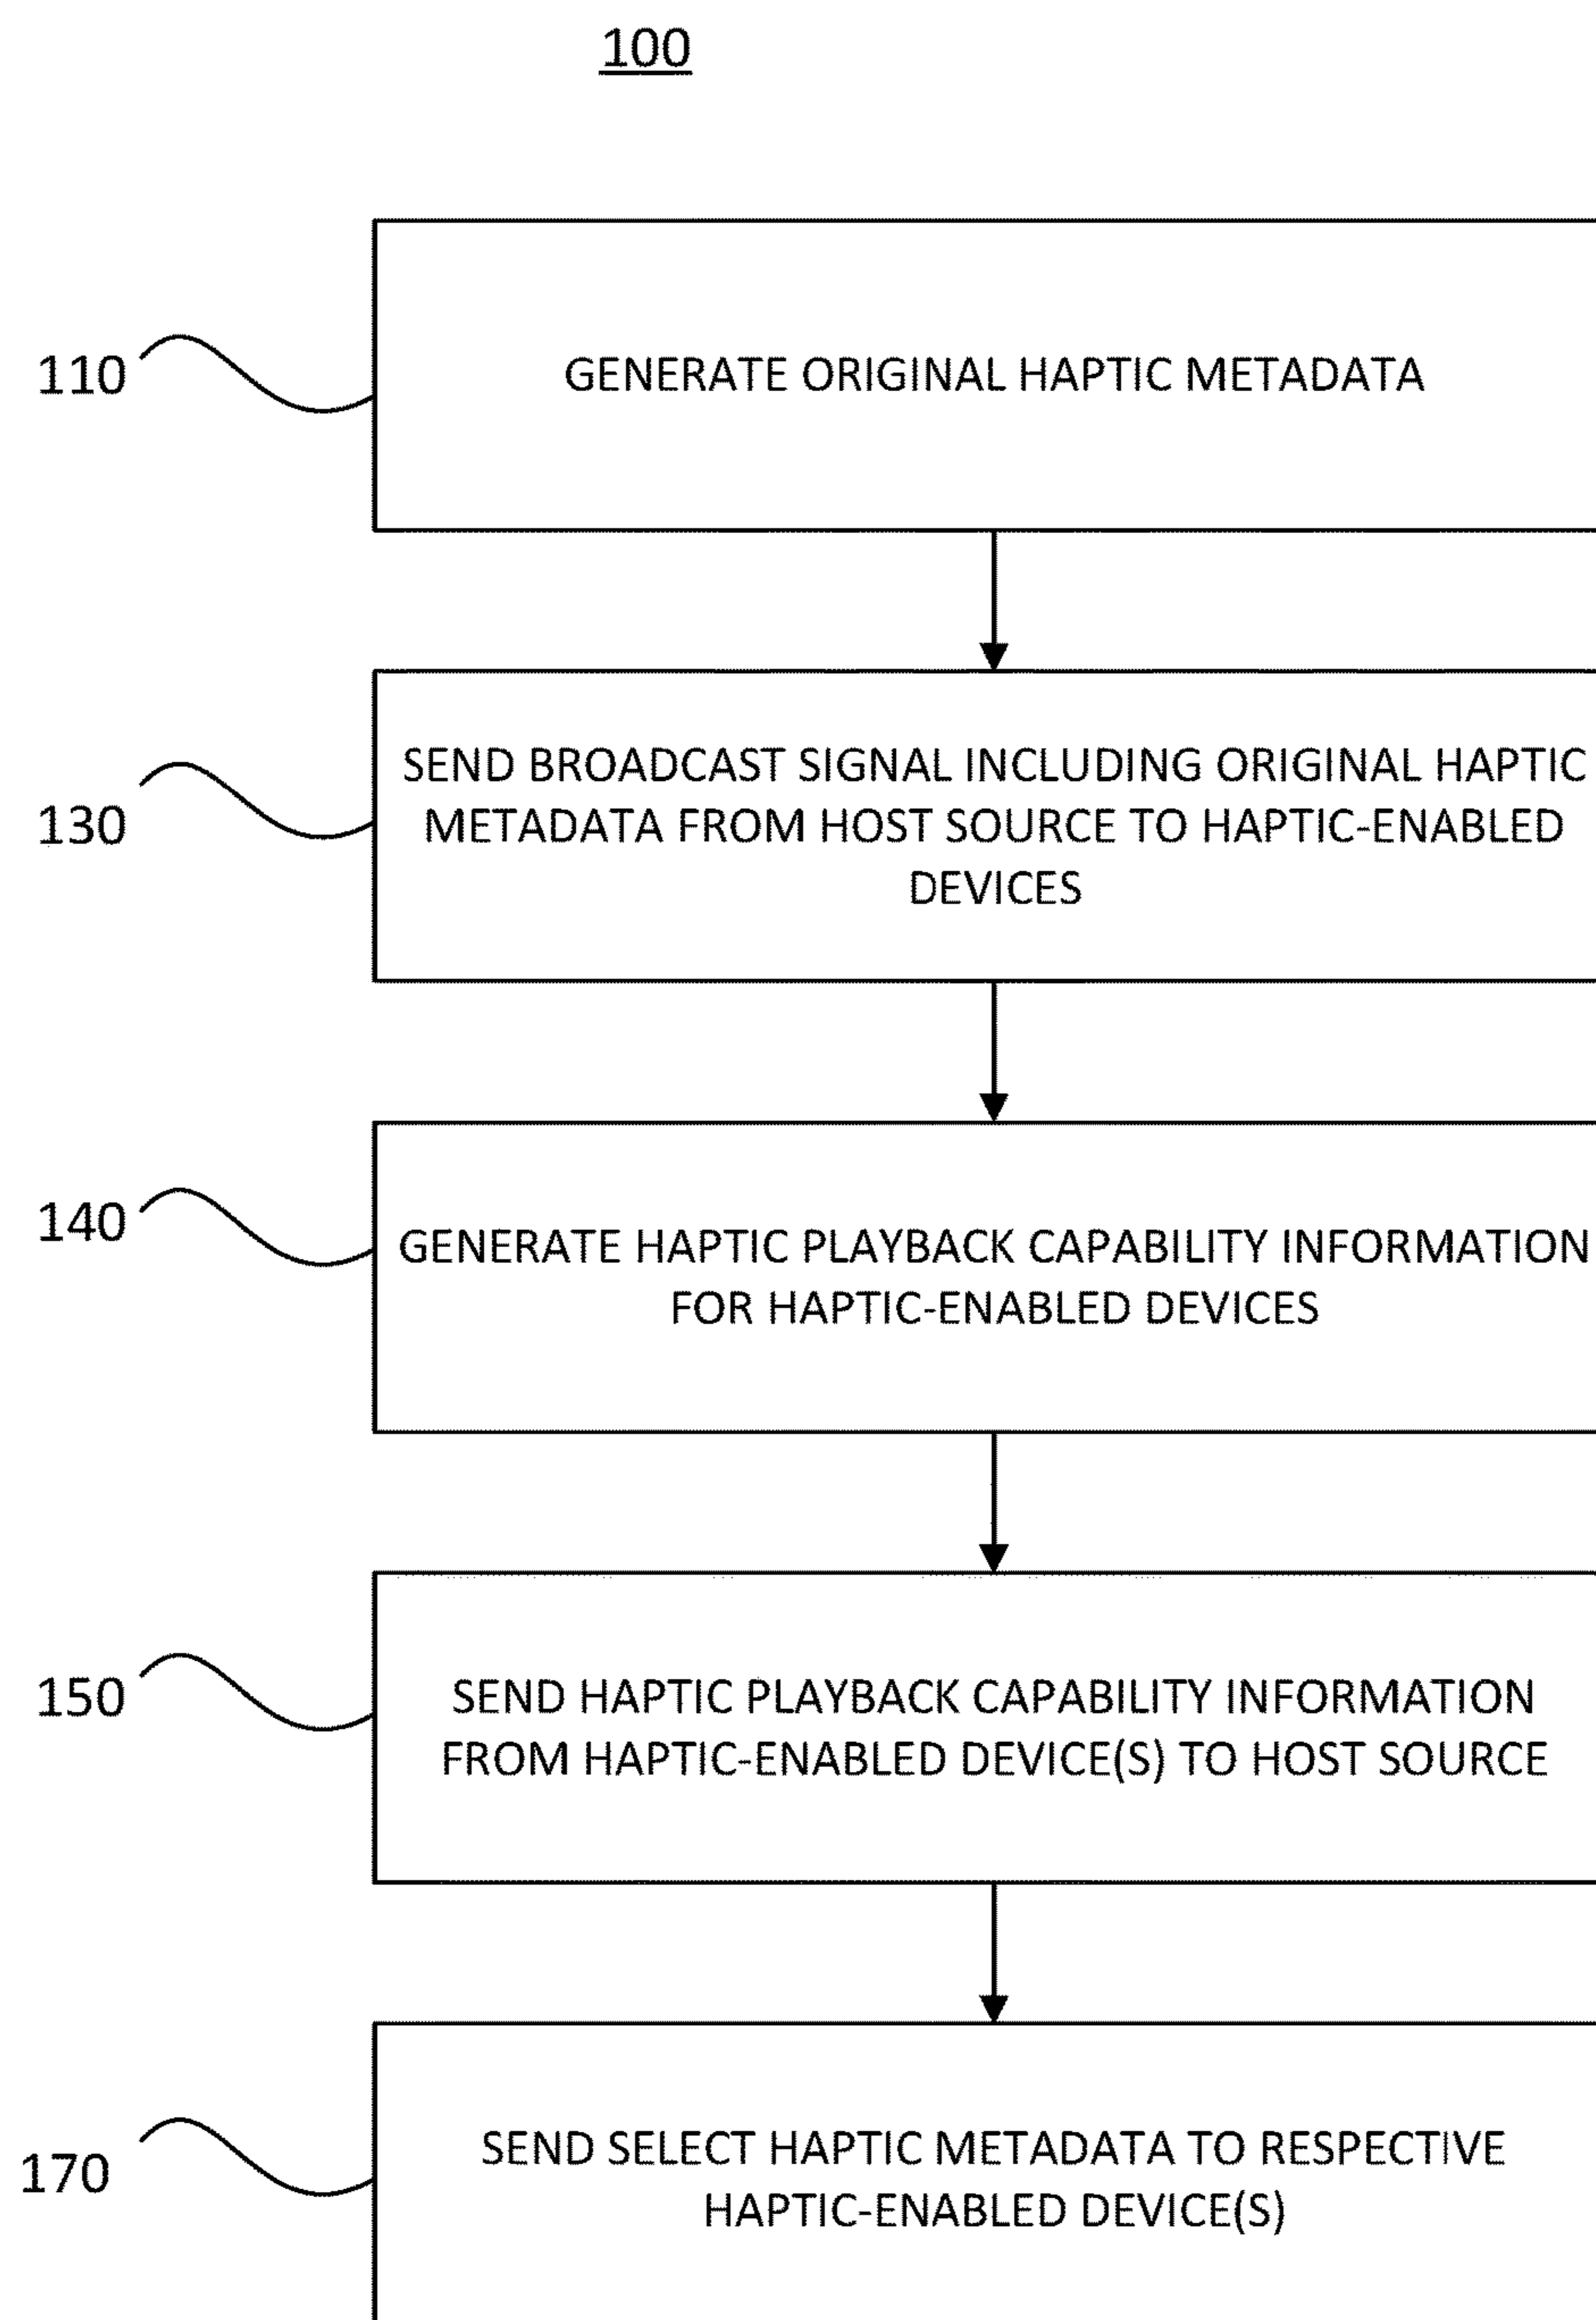 100
110
GENERATE ORIGINAL HAPTIC METADATA
130
SEND BROADCAST SIGNAL INCLUDING ORIGINAL HAPTIC
METADATA FROM HOST SOURCE TO HAPTIC-ENABLED
DEVICES
140
GENERATE HAPTIC PLAYBACK CAPABILITY INFORMATION
FOR HAPTIC-ENABLED DEVICES
150
SEND HAPTIC PLAYBACK CAPABILITY INFORMATION
FROM HAPTIC-ENABLED DEVICE(S) TO HOST SOURCE
170
SEND SELECT HAPTIC METADATA TO RESPECTIVE
HAPTIC-ENABLED DEVICE(S)